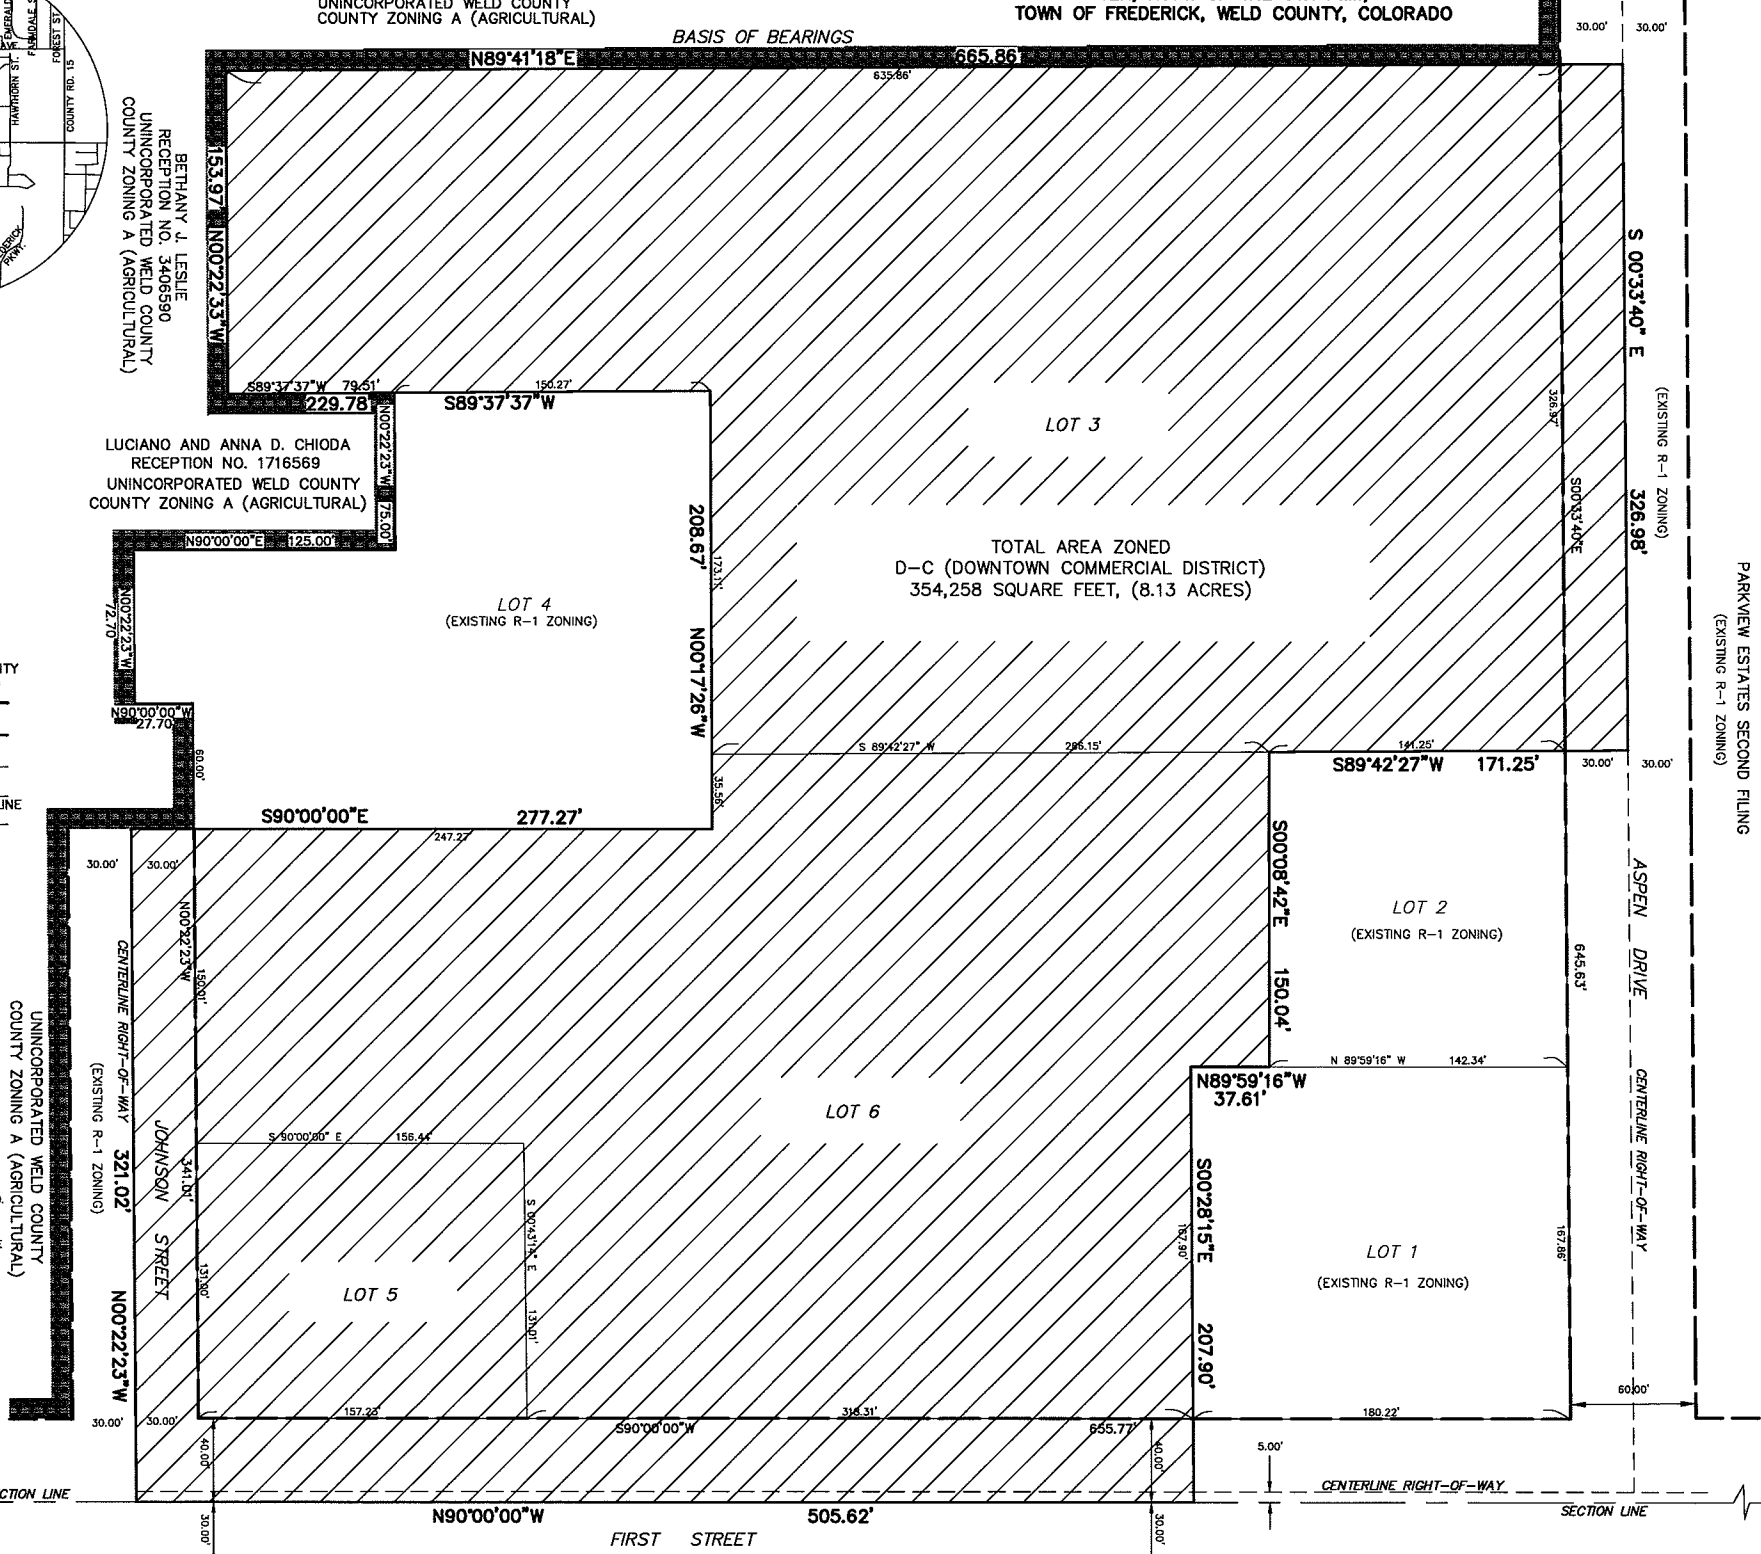 UNINCORPORATED WELD COUNTY
COUNTY ZONING A (AGRICULTURAL)
TOWN OF FREDERICK, WELD COUNTY, COLORADO
BASIS OF BEARINGS
N89°41'18"E
665.86
635.86'
30.00'
30.00'
HAWTHORN ST.
FOREST ST.
COUNTY RD. 15
PKWY.
BETHANY J. LESLIE
RECEPTION NO. 3406590
UNINCORPORATED WELD COUNTY
COUNTY ZONING A (AGRICULTURAL)
153.97' N00°22'33"W
S 00°33'40" E
326.98'
(EXISTING R-1 ZONING)
326.97'
S00°33'40"E
S89°37'37"W 79.51'
229.78'
150.27'
S89°37'37"W
N00°22'23"W 75.00'
LUCIANO AND ANNA D. CHIODA
RECEPTION NO. 1716569
UNINCORPORATED WELD COUNTY
COUNTY ZONING A (AGRICULTURAL)
N90°00'00"E 125.00'
LOT 3
TOTAL AREA ZONED
D-C (DOWNTOWN COMMERCIAL DISTRICT)
354,258 SQUARE FEET, (8.13 ACRES)
208.67'
N00°17'26"W
173.11'
35.56'
LOT 4
(EXISTING R-1 ZONING)
N00°22'23"W
72.70'
N90°00'00"W
27.70'
60.00'
PARKVIEW ESTATES SECOND FILING
(EXISTING R-1 ZONING)
S 89°42'27" W
266.15'
141.25'
S89°42'27"W 171.25'
30.00'
30.00'
S90°00'00"E 277.27'
247.27'
30.00'
30.00'
S00°08'42"E 150.04'
LOT 2
(EXISTING R-1 ZONING)
645.63'
ASPEN DRIVE
CENTERLINE RIGHT-OF-WAY
N 89°59'16" W 142.34'
N89°59'16"W
37.61'
N00°22'23"W
150.01'
CENTERLINE RIGHT-OF-WAY
(EXISTING R-1 ZONING)
UNINCORPORATED WELD COUNTY
COUNTY ZONING A (AGRICULTURAL)
321.02'
N00°22'23"W
JOHNSON STREET
341.01'
131.00'
LOT 6
S 90°00'00" E 156.44'
S 00°43'14" E
131.01'
LOT 5
S00°28'15"E 207.90'
167.90'
LOT 1
(EXISTING R-1 ZONING)
167.86'
60.00'
30.00'
30.00'
157.23'
318.31'
180.22'
S90°00'00"W
655.77'
40.00'
40.00'
5.00'
CENTERLINE RIGHT-OF-WAY
SECTION LINE
N90°00'00"W 505.62'
30.00'
30.00'
FIRST STREET